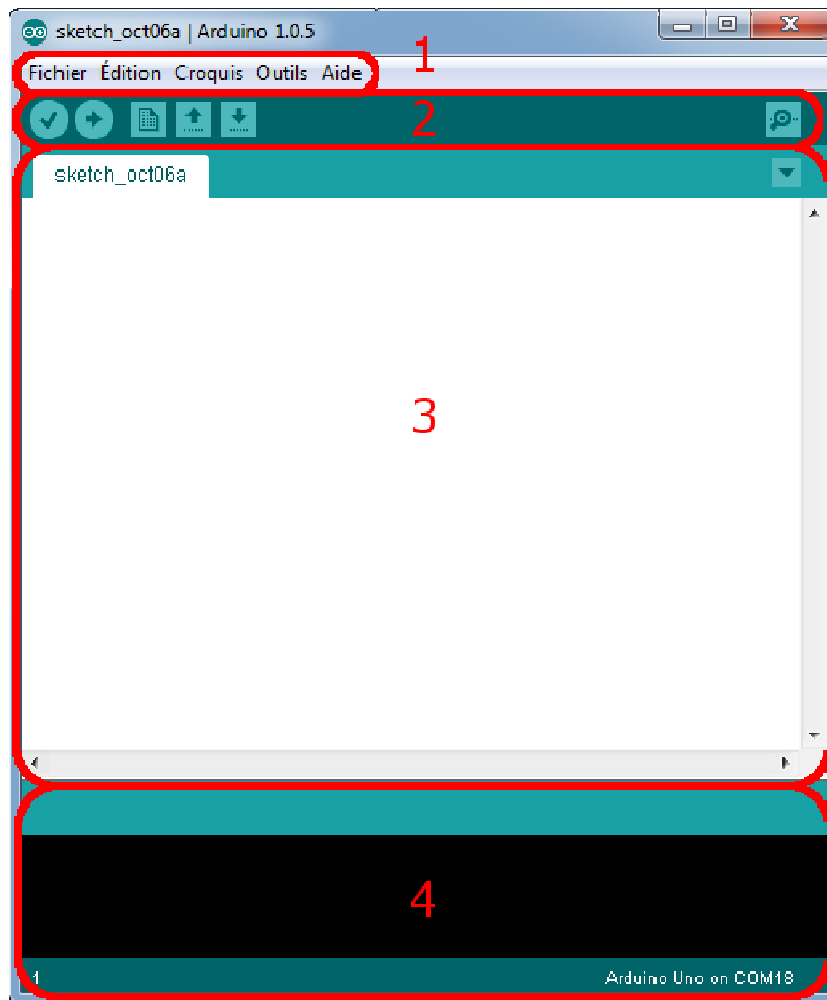 sketch_oct06a | Arduino 1.0.5
1
Fichier Édition Croquis Outils Aide
2
sketch_oct06a
3
4
1 Arduino Uno on COM18